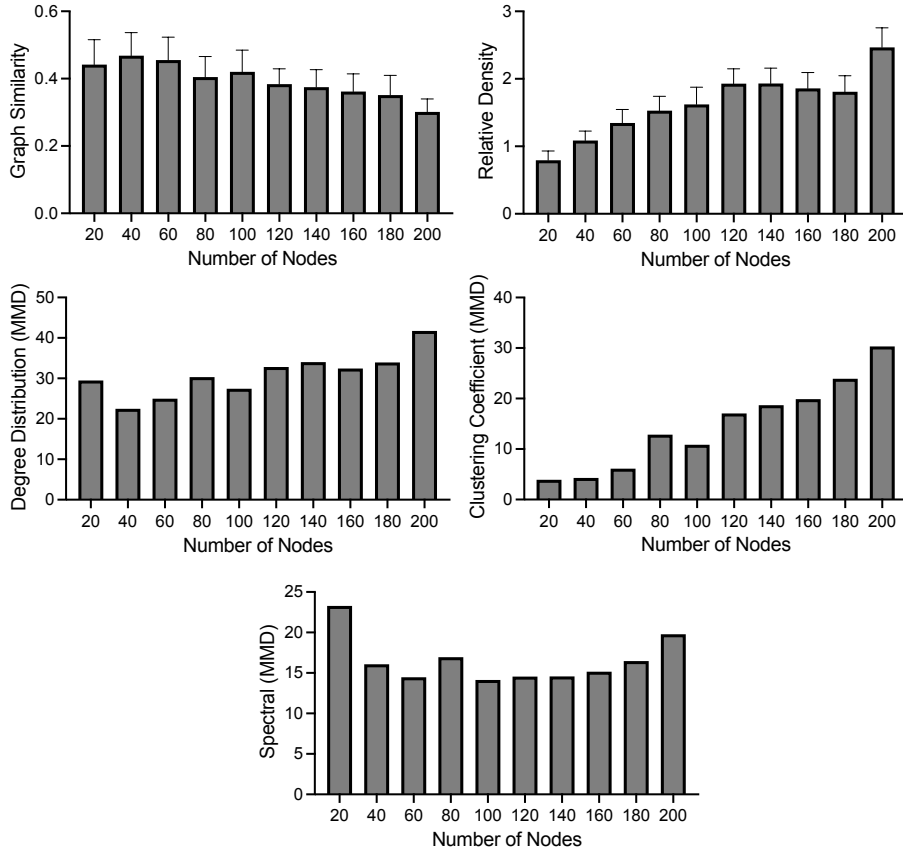 Graph Similarity
0.6
0.4
0.2
0.0
20 40 60 80 100 120 140 160 180 200
Number of Nodes
Relative Density
3
2
1
0
20 40 60 80 100 120 140 160 180 200
Number of Nodes
Degree Distribution (MMD)
50
40
30
20
10
0
20 40 60 80 100 120 140 160 180 200
Number of Nodes
Clustering Coefficient (MMD)
40
30
20
10
0
20 40 60 80 100 120 140 160 180 200
Number of Nodes
Spectral (MMD)
25
20
15
10
5
0
20 40 60 80 100 120 140 160 180 200
Number of Nodes